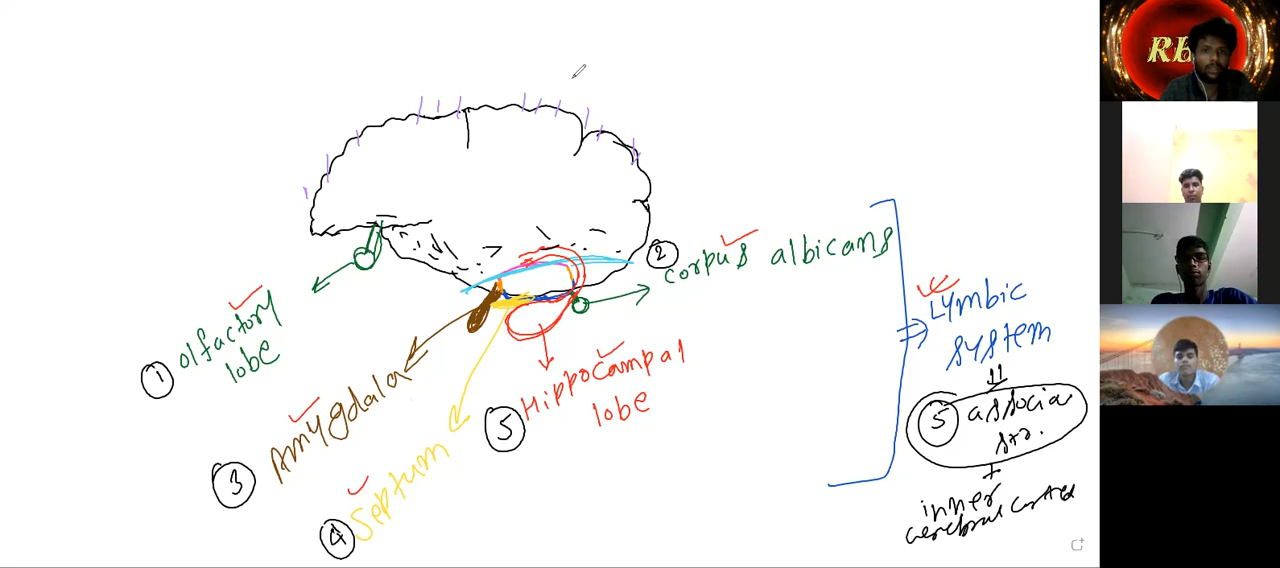 1 Olfactory
lobe
2 corpus albicans
3 Amygdala
4 Septum
5 Hippocampal
lobe
Lymbic
system
5 associa
str.
+
inner
cerebral cortex